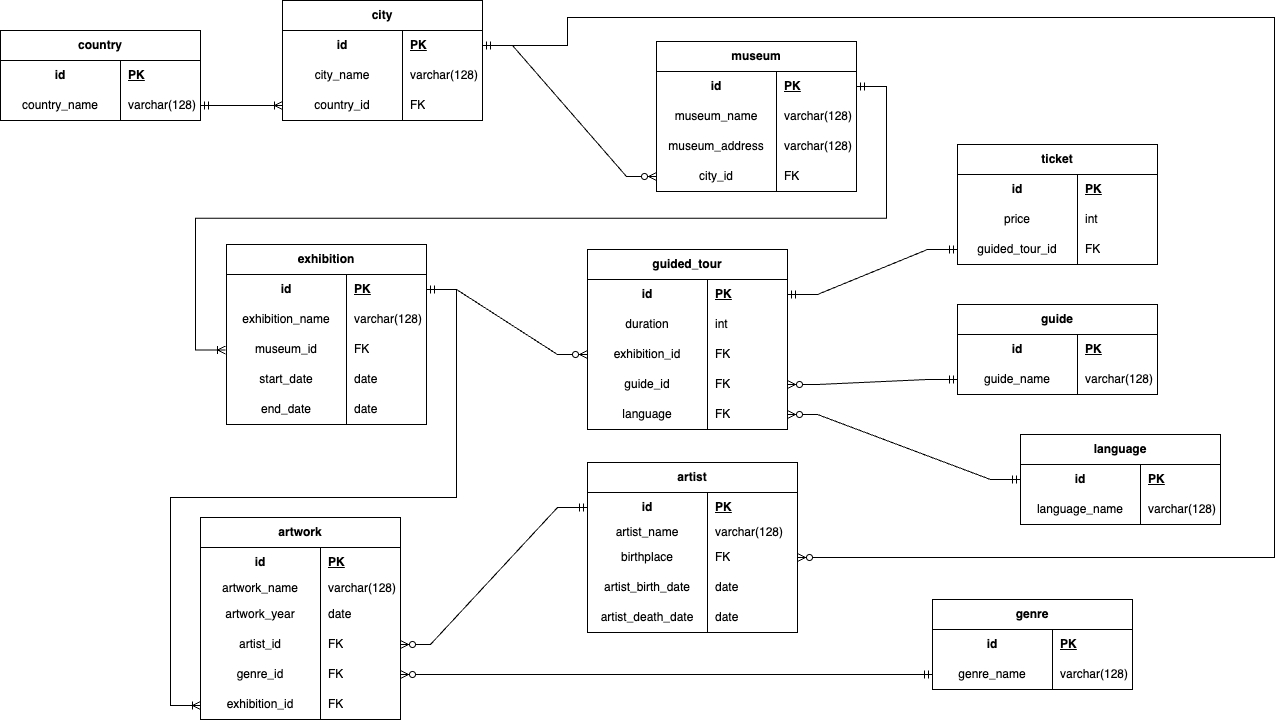 country
id PK
country_name varchar(128)
city
id PK
city_name varchar(128)
country_id FK
museum
id PK
museum_name varchar(128)
museum_address varchar(128)
city_id FK
ticket
id PK
price int
guided_tour_id FK
exhibition
id PK
exhibition_name varchar(128)
museum_id FK
start_date date
end_date date
guided_tour
id PK
duration int
exhibition_id FK
guide_id FK
language FK
guide
id PK
guide_name varchar(128)
language
id PK
language_name varchar(128)
artist
id PK
artist_name varchar(128)
birthplace FK
artist_birth_date date
artist_death_date date
artwork
id PK
artwork_name varchar(128)
artwork_year date
artist_id FK
genre_id FK
exhibition_id FK
genre
id PK
genre_name varchar(128)